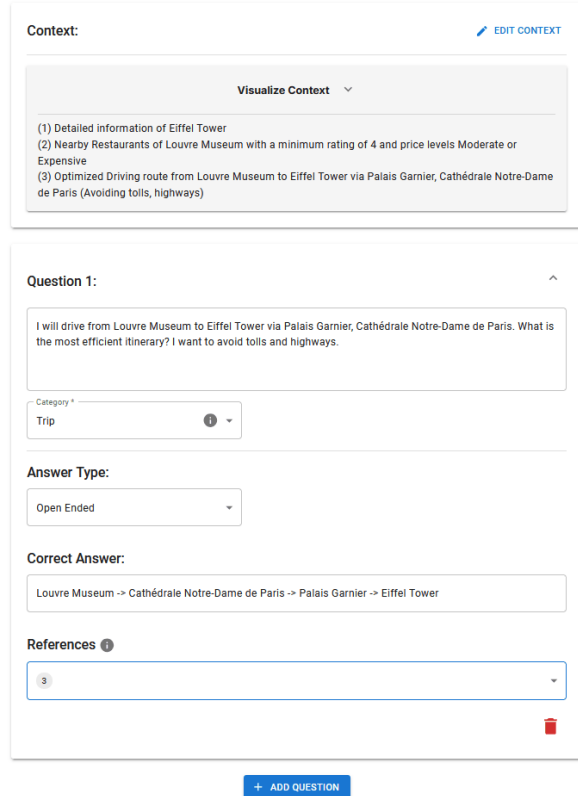 Context:
EDIT CONTEXT
Visualize Context
(1) Detailed information of Eiffel Tower
(2) Nearby Restaurants of Louvre Museum with a minimum rating of 4 and price levels Moderate or
Expensive
(3) Optimized Driving route from Louvre Museum to Eiffel Tower via Palais Garnier, Cathédrale Notre-Dame
de Paris (Avoiding tolls, highways)
Question 1:
I will drive from Louvre Museum to Eiffel Tower via Palais Garnier, Cathédrale Notre-Dame de Paris. What is
the most efficient itinerary? I want to avoid tolls and highways.
Category *
Trip
Answer Type:
Open Ended
Correct Answer:
Louvre Museum -> Cathédrale Notre-Dame de Paris -> Palais Garnier -> Eiffel Tower
References
3
+ ADD QUESTION